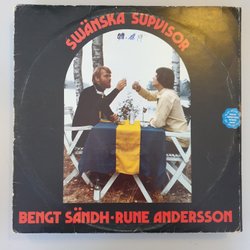 SWÄNSKA SUPVISOR
BENGT SÄNDH·RUNE ANDERSSON